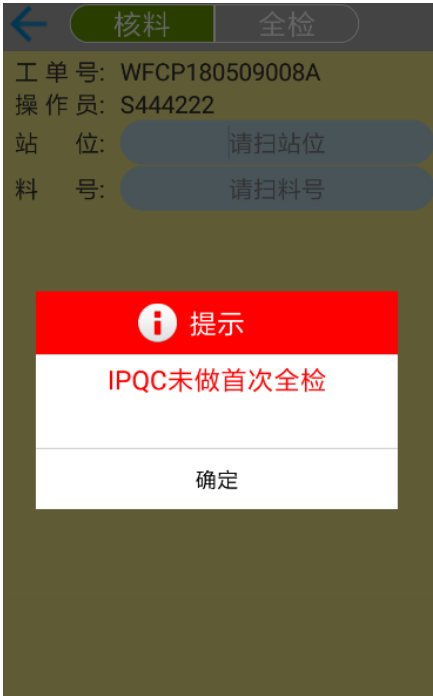 核料 全检
工单号: WFCP180509008A
操作员: S444222
站位: 请扫站位
料号: 请扫料号
提示
IPQC未做首次全检
确定